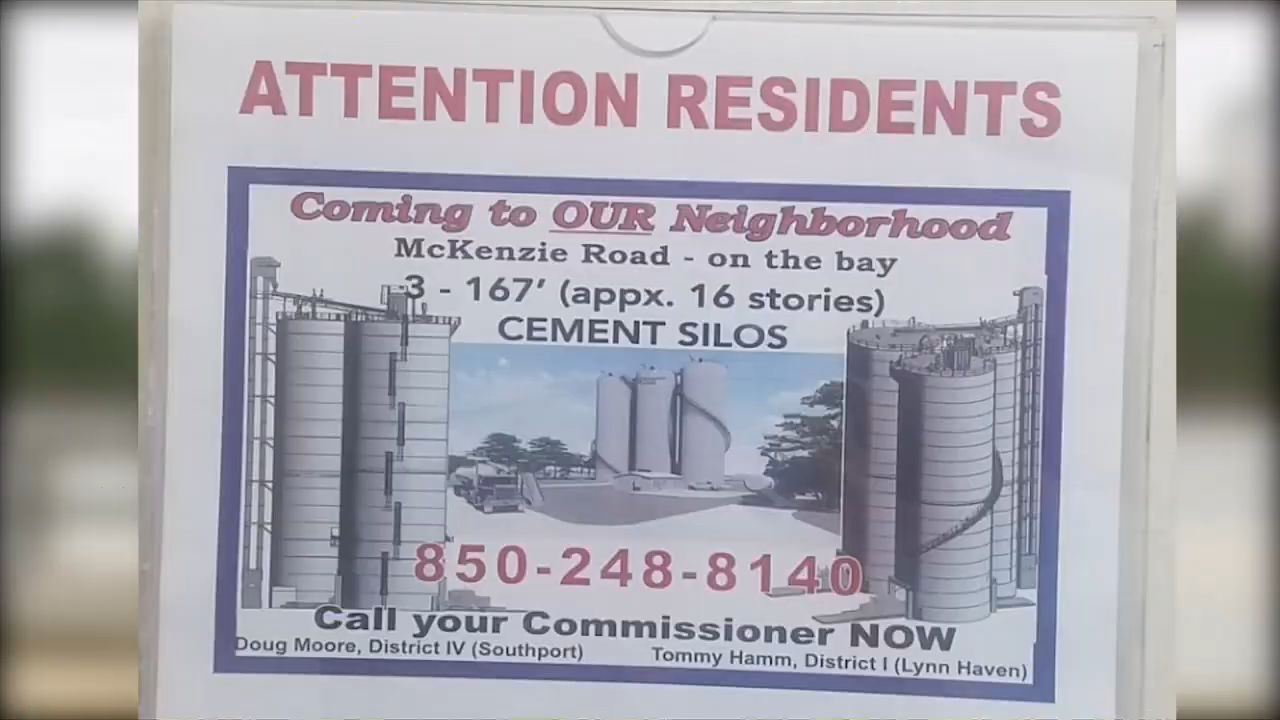 ATTENTION RESIDENTS
Coming to OUR Neighborhood
McKenzie Road - on the bay
3 - 167' (appx. 16 stories)
CEMENT SILOS
850-248-8140
Call your Commissioner NOW
Doug Moore, District IV (Southport) Tommy Hamm, District I (Lynn Haven)